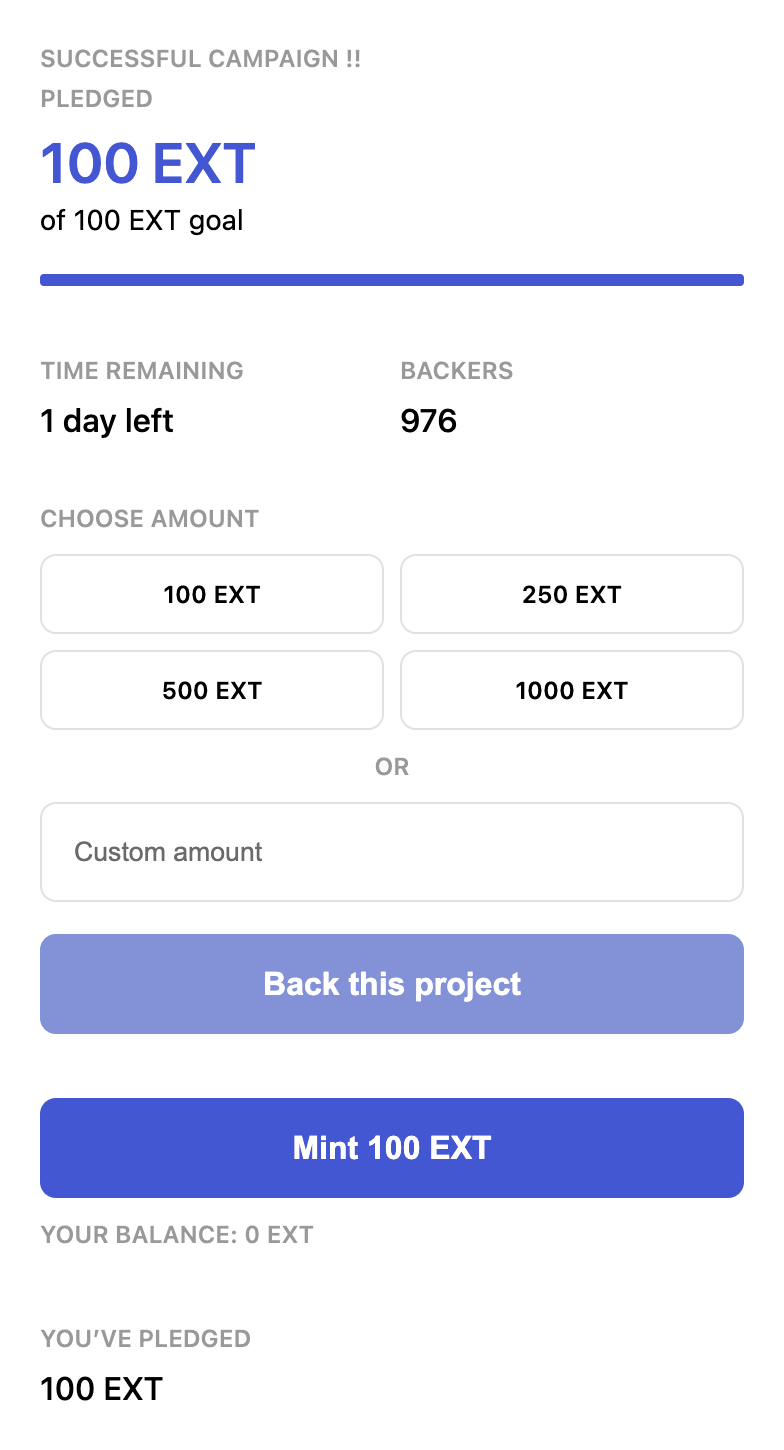 SUCCESSFUL CAMPAIGN !!
PLEDGED
100 EXT
of 100 EXT goal
TIME REMAINING
1 day left
BACKERS
976
CHOOSE AMOUNT
100 EXT
250 EXT
500 EXT
1000 EXT
OR
Custom amount
Back this project
Mint 100 EXT
YOUR BALANCE: 0 EXT
YOU’VE PLEDGED
100 EXT